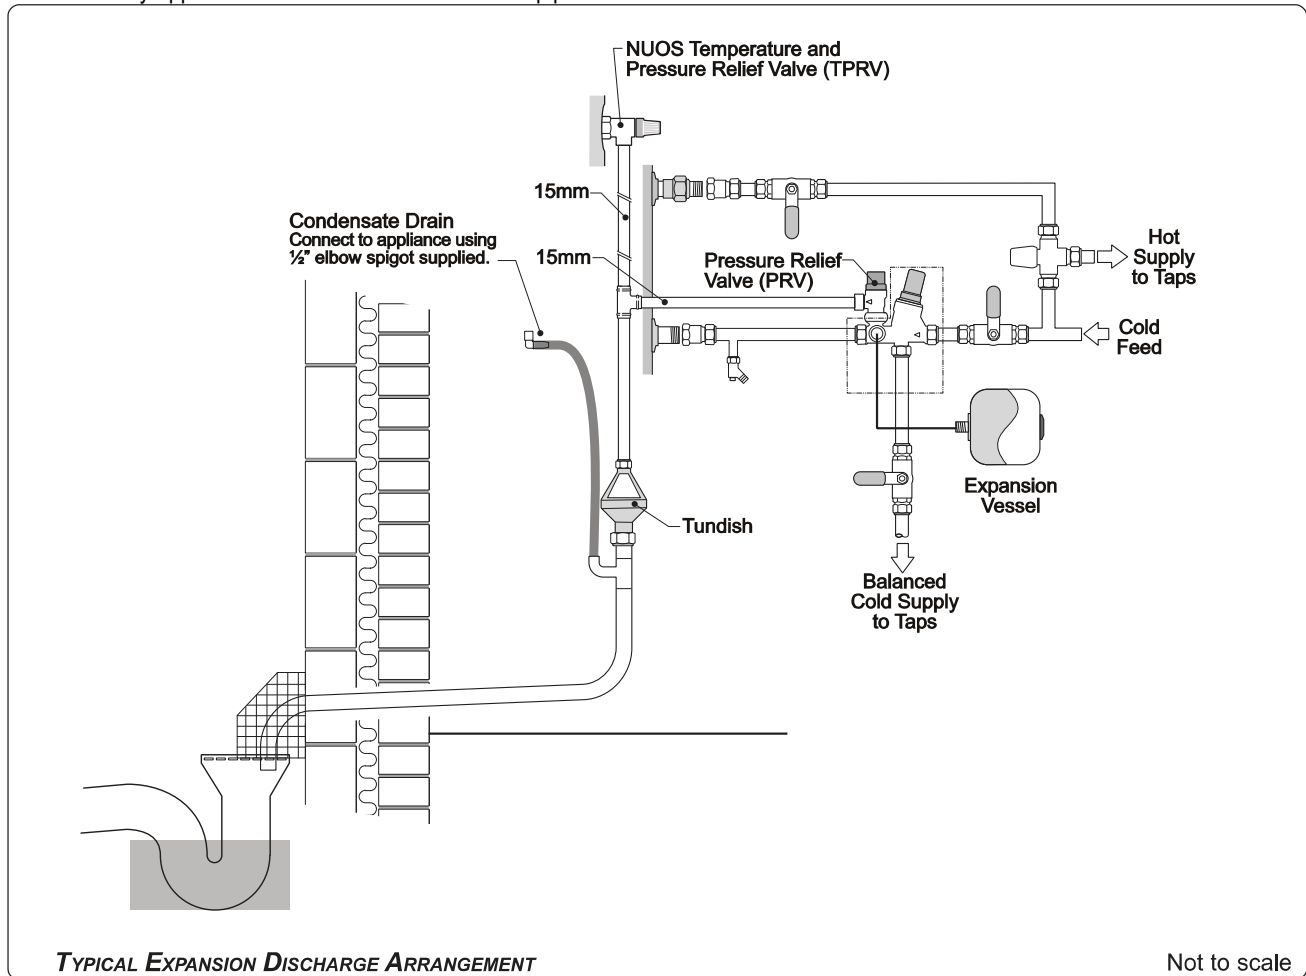 NUOS Temperature and
Pressure Relief Valve (TPRV)
15mm
Condensate Drain
Connect to appliance using
½” elbow spigot supplied.
15mm
Pressure Relief
Valve (PRV)
Hot
Supply
to Taps
Cold
Feed
Expansion
Vessel
Tundish
Balanced
Cold Supply
to Taps
TYPICAL EXPANSION DISCHARGE ARRANGEMENT
Not to scale